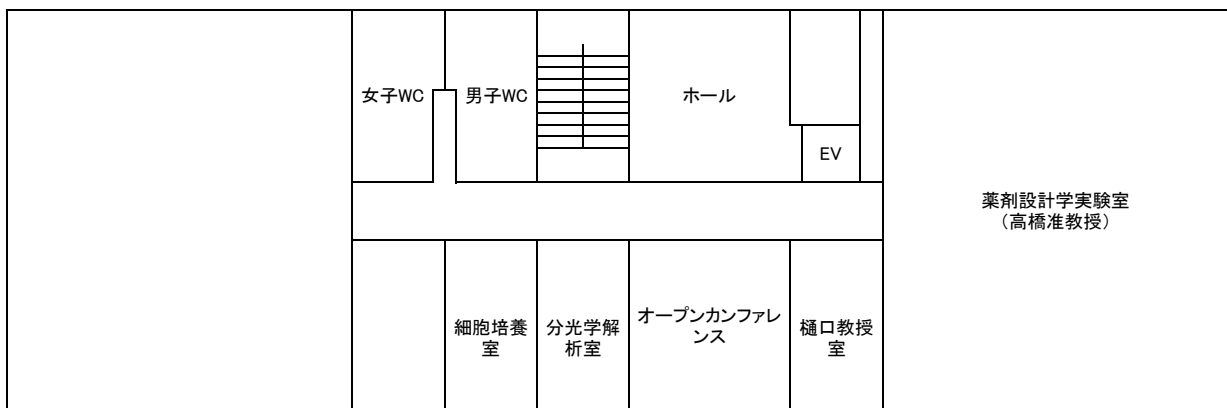 女子WC
男子WC
ホール
EV
薬剤設計学実験室
（高橋准教授）
細胞培養
室
分光学解
析室
オープンカンファレ
ンス
樋口教授
室